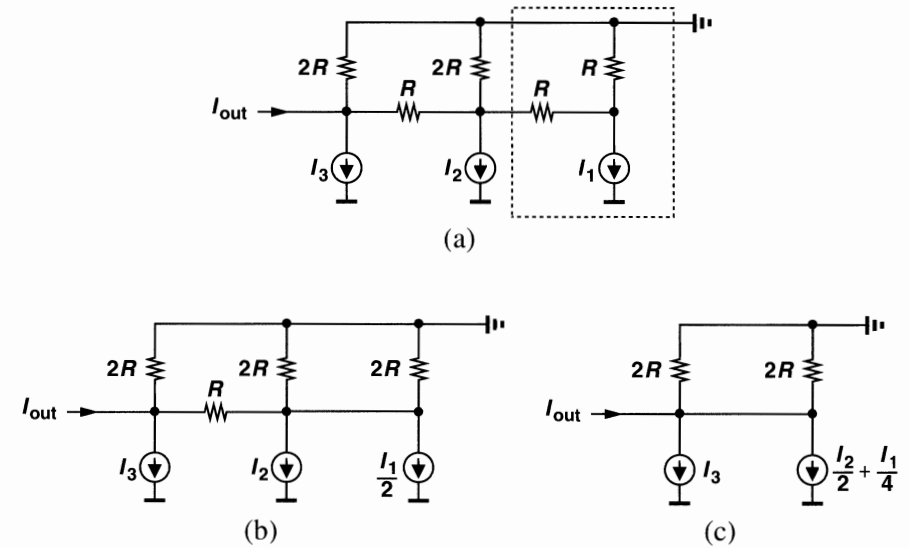 2R
2R
R
R
R
Iout
I3
I2
I1
(a)
2R
2R
2R
R
Iout
I3
I2
I1/2
(b)
2R
2R
Iout
I3
I2/2 + I1/4
(c)